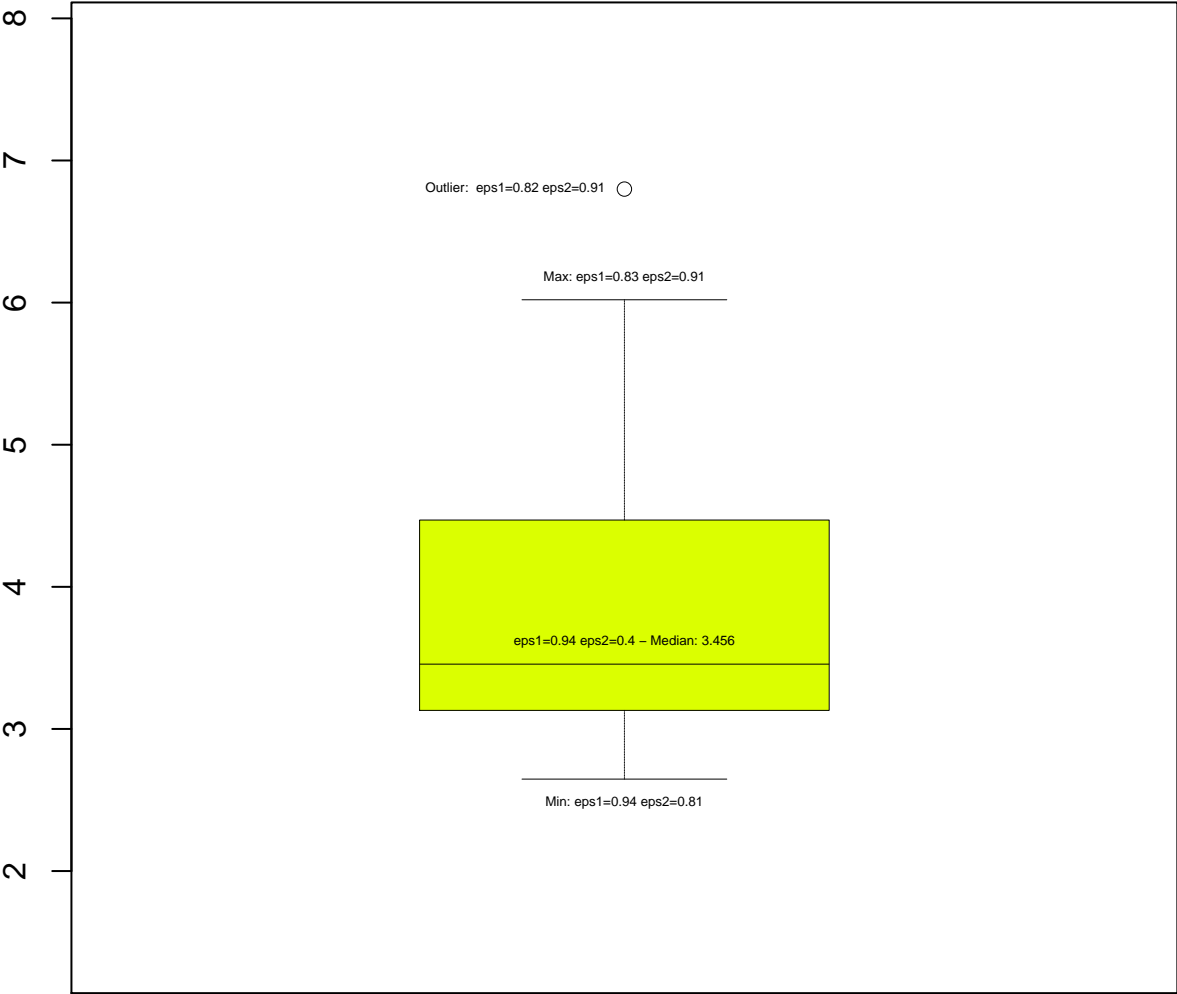 8
7
Outlier: eps1=0.82 eps2=0.91
Max: eps1=0.83 eps2=0.91
6
5
4
eps1=0.94 eps2=0.4 – Median: 3.456
3
Min: eps1=0.94 eps2=0.81
2